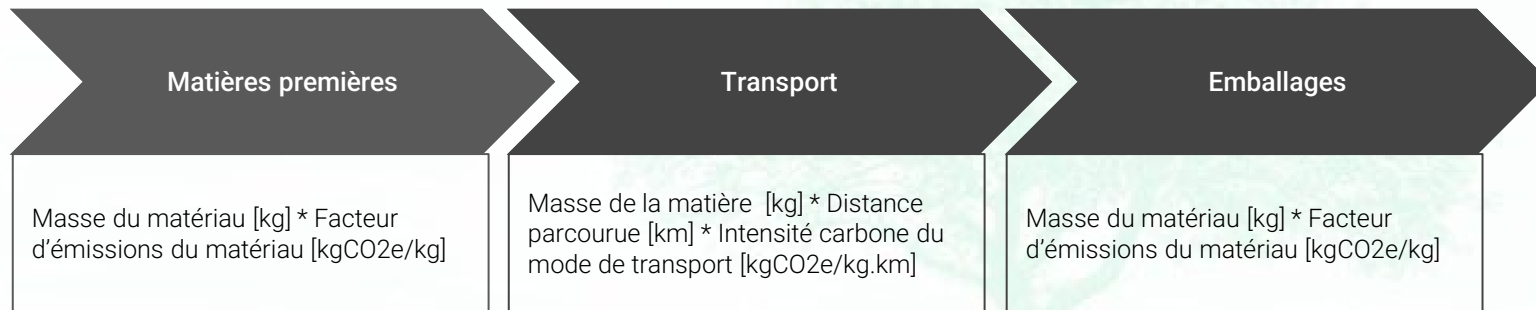 Matières premières
Transport
Emballages
Masse du matériau [kg] * Facteur
d'émissions du matériau [kgCO2e/kg]
Masse de la matière  [kg] * Distance
parcourue [km] * Intensité carbone du
mode de transport [kgCO2e/kg.km]
Masse du matériau [kg] * Facteur
d'émissions du matériau [kgCO2e/kg]